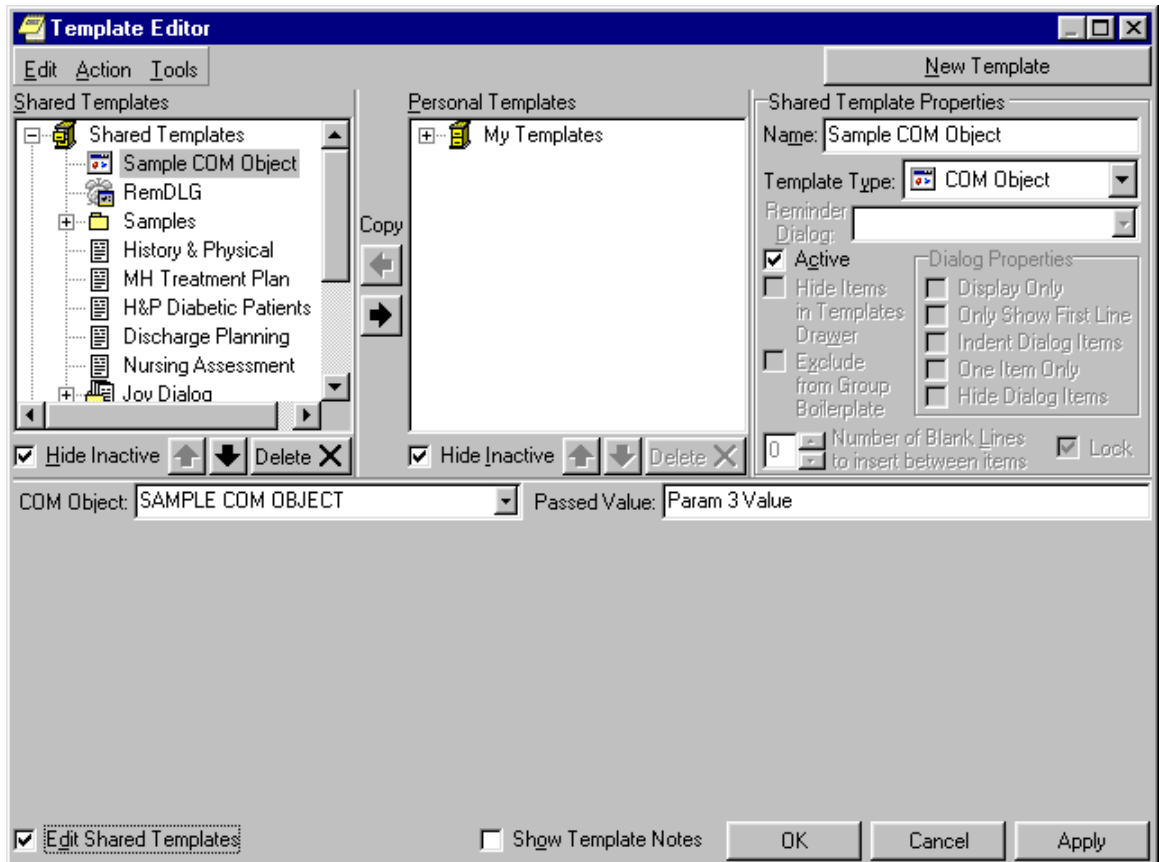 Template Editor
Edit Action Tools
New Template
Shared Templates
Shared Templates
Sample COM Object
RemDLG
Samples
History & Physical
MH Treatment Plan
H&P Diabetic Patients
Discharge Planning
Nursing Assessment
Joy Dialog
Hide Inactive
Delete
Copy
Personal Templates
My Templates
Hide Inactive
Delete
Shared Template Properties
Name: Sample COM Object
Template Type: COM Object
Reminder
Dialog:
Active
Hide Items
in Templates
Drawer
Exclude
from Group
Boilerplate
Dialog Properties
Display Only
Only Show First Line
Indent Dialog Items
One Item Only
Hide Dialog Items
0 Number of Blank Lines
to insert between items
Lock
COM Object: SAMPLE COM OBJECT Passed Value: Param 3 Value
Edit Shared Templates Show Template Notes OK Cancel Apply